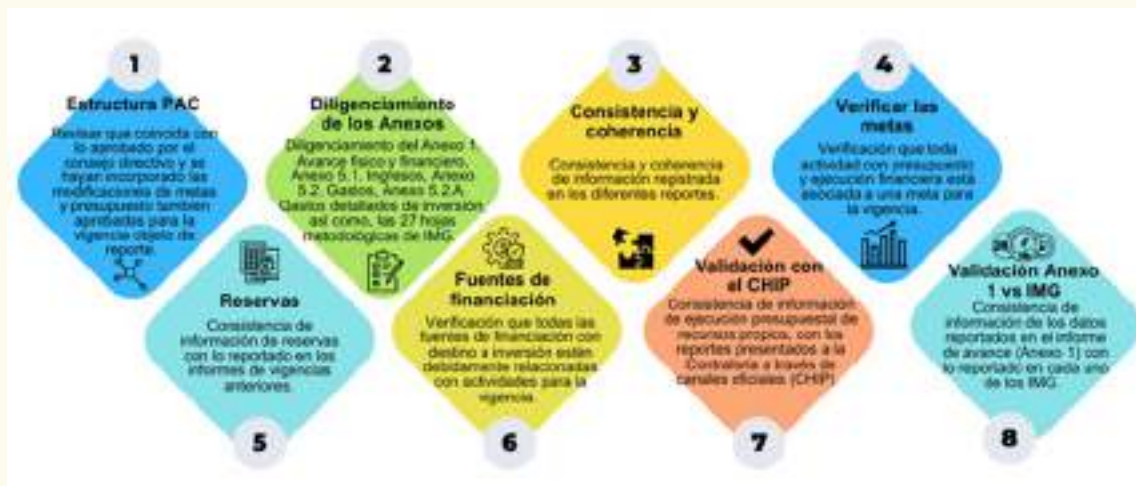 1
Estructura PAC
Revisar que coincida con
lo aprobado por el
consejo directivo y se
hayan incorporado las
modificaciones de metas
y presupuesto también
aprobadas para la
vigencia objeto de
reporte.
2
Diligenciamiento
de los Anexos
Diligenciamiento del Anexo 1.
Avance físico y financiero,
Anexo 5.1. Ingresos, Anexo
5.2. Gastos, Anexo 5.2.A
Gastos detallados de inversión
así como, las 27 hojas
metodológicas de IMG.
3
Consistencia y
coherencia
Consistencia y coherencia
de información registrada
en los diferentes reportes.
4
Verificar las
metas
Verificación que toda
actividad con presupuesto
y ejecución financiera está
asociada a una meta para
la vigencia.
Reservas
Consistencia de
información de reservas
con lo reportado en los
informes de vigencias
anteriores.
5
Fuentes de
financiación
Verificación que todas las
fuentes de financiación con
destino a inversión estén
debidamente relacionadas
con actividades para la
vigencia.
6
Validación con
el CHIP
Consistencia de información
de ejecución presupuestal de
recursos propios, con los
reportes presentados a la
Contraloría a través de
canales oficiales (CHIP)
7
Validación Anexo
1 vs IMG
Consistencia de
información de los datos
reportados en el informe
de avance (Anexo 1) con
lo reportado en cada uno
de los IMG.
8